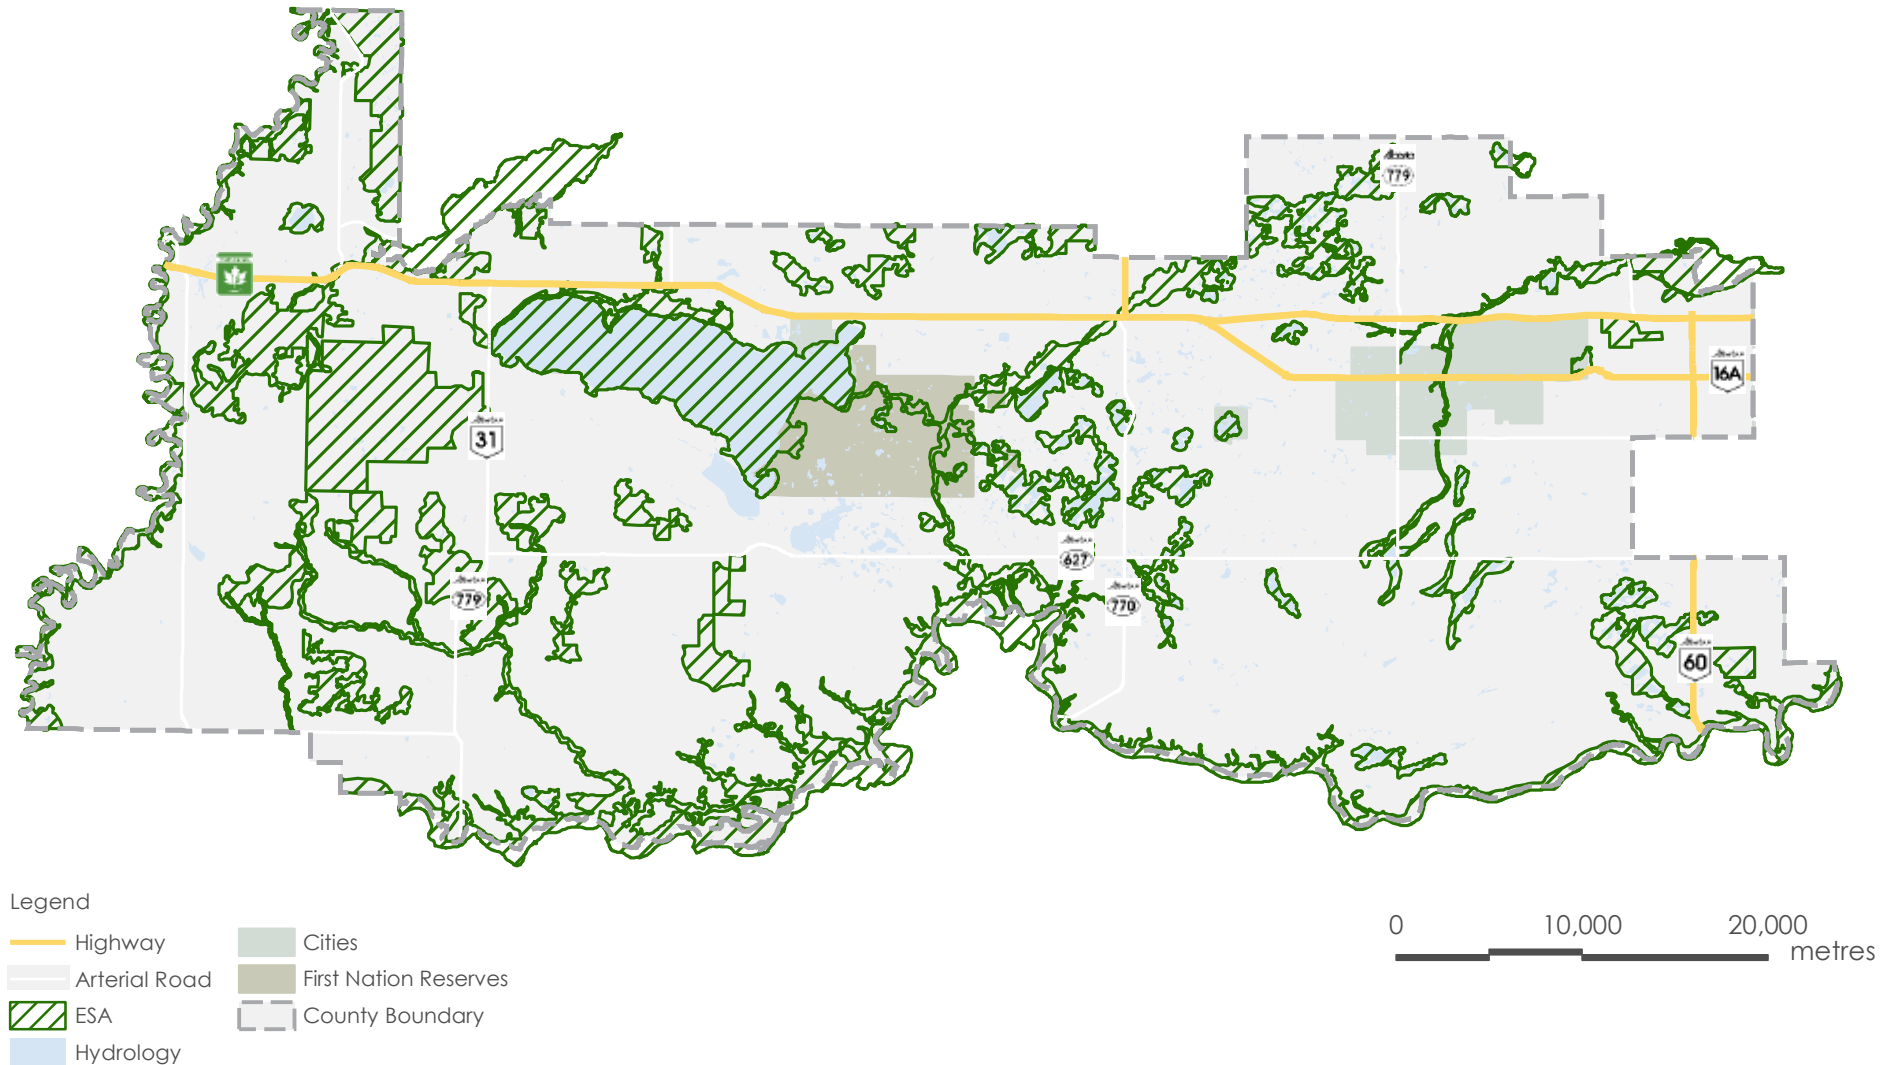 Alberta
779
16A
31
627
779
770
60
Legend
Highway
Arterial Road
ESA
Hydrology
Cities
First Nation Reserves
County Boundary
0 10,000 20,000
metres